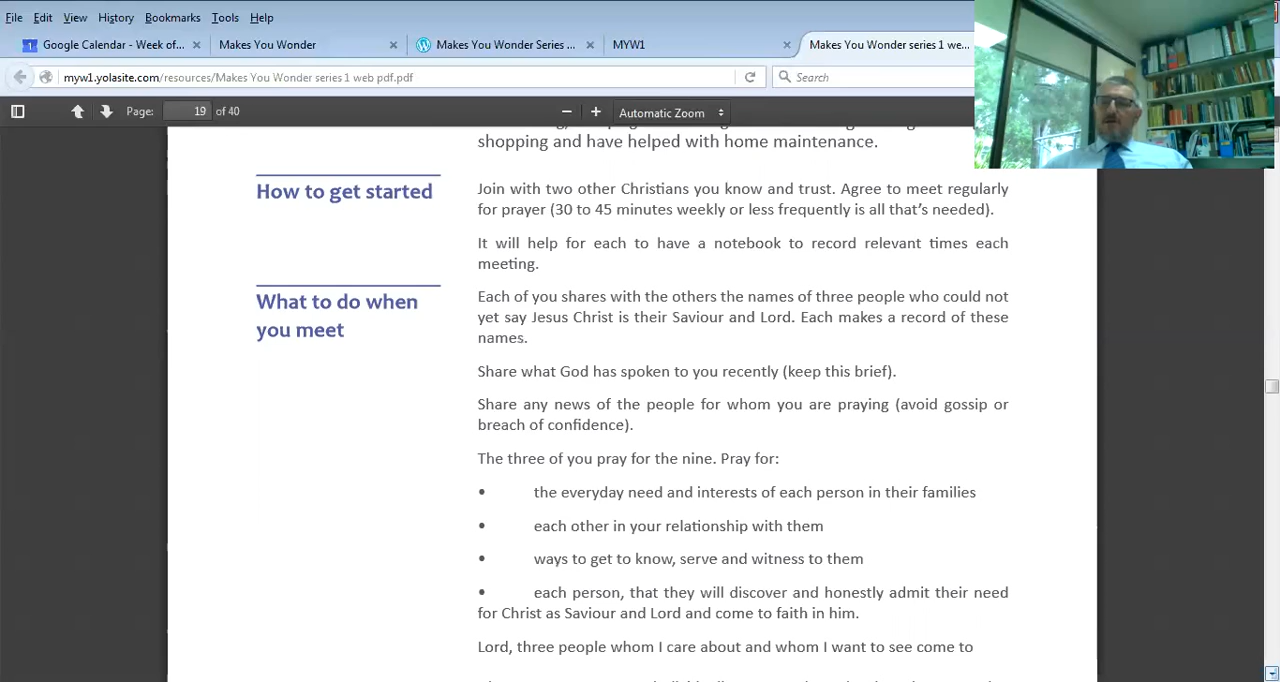 File Edit View History Bookmarks Tools Help
Google Calendar - Week of... × Makes You Wonder × Makes You Wonder Series ... × MYW1 × Makes You Wonder series 1 we...
myw1.yolasite.com/resources/Makes You Wonder series 1 web pdf.pdf Search
Page: 19 of 40 Automatic Zoom
shopping and have helped with home maintenance.
How to get started
Join with two other Christians you know and trust. Agree to meet regularly
for prayer (30 to 45 minutes weekly or less frequently is all that's needed).
It will help for each to have a notebook to record relevant times each
meeting.
What to do when
you meet
Each of you shares with the others the names of three people who could not
yet say Jesus Christ is their Saviour and Lord. Each makes a record of these
names.
Share what God has spoken to you recently (keep this brief).
Share any news of the people for whom you are praying (avoid gossip or
breach of confidence).
The three of you pray for the nine. Pray for:
• the everyday need and interests of each person in their families
• each other in your relationship with them
• ways to get to know, serve and witness to them
• each person, that they will discover and honestly admit their need
for Christ as Saviour and Lord and come to faith in him.
Lord, three people whom I care about and whom I want to see come to